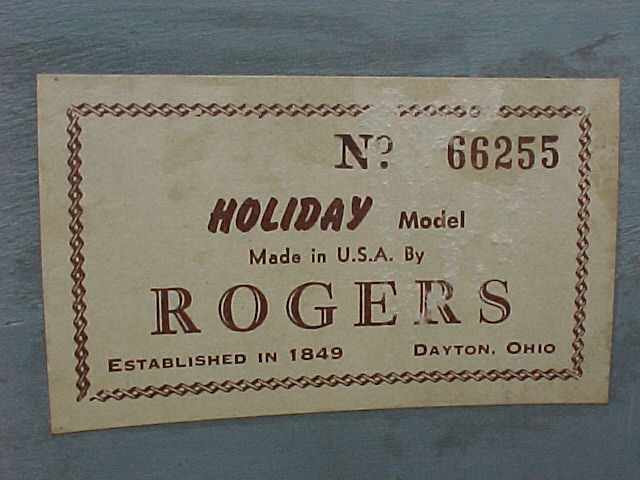 Nº 66255
HOLIDAY Model
Made in U.S.A. By
ROGERS
ESTABLISHED IN 1849 DAYTON, OHIO